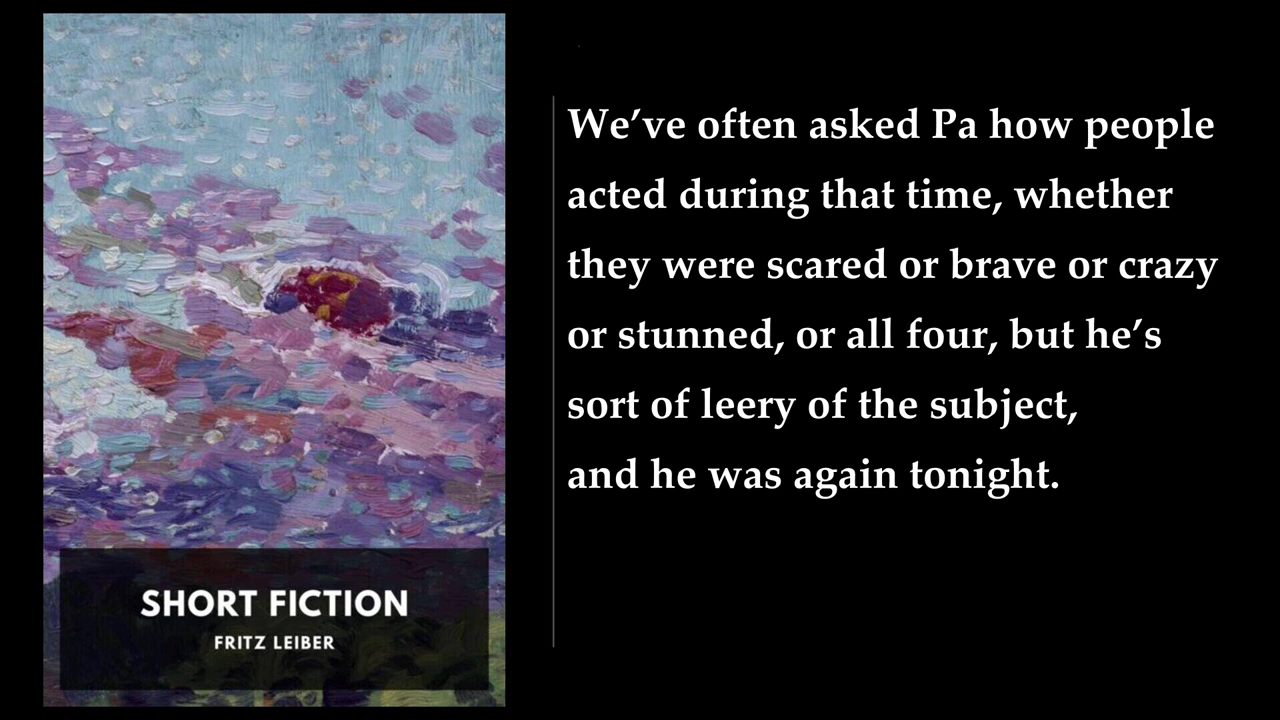 We’ve often asked Pa how people
acted during that time, whether
they were scared or brave or crazy
or stunned, or all four, but he’s
sort of leery of the subject,
and he was again tonight.
SHORT FICTION
FRITZ LEIBER